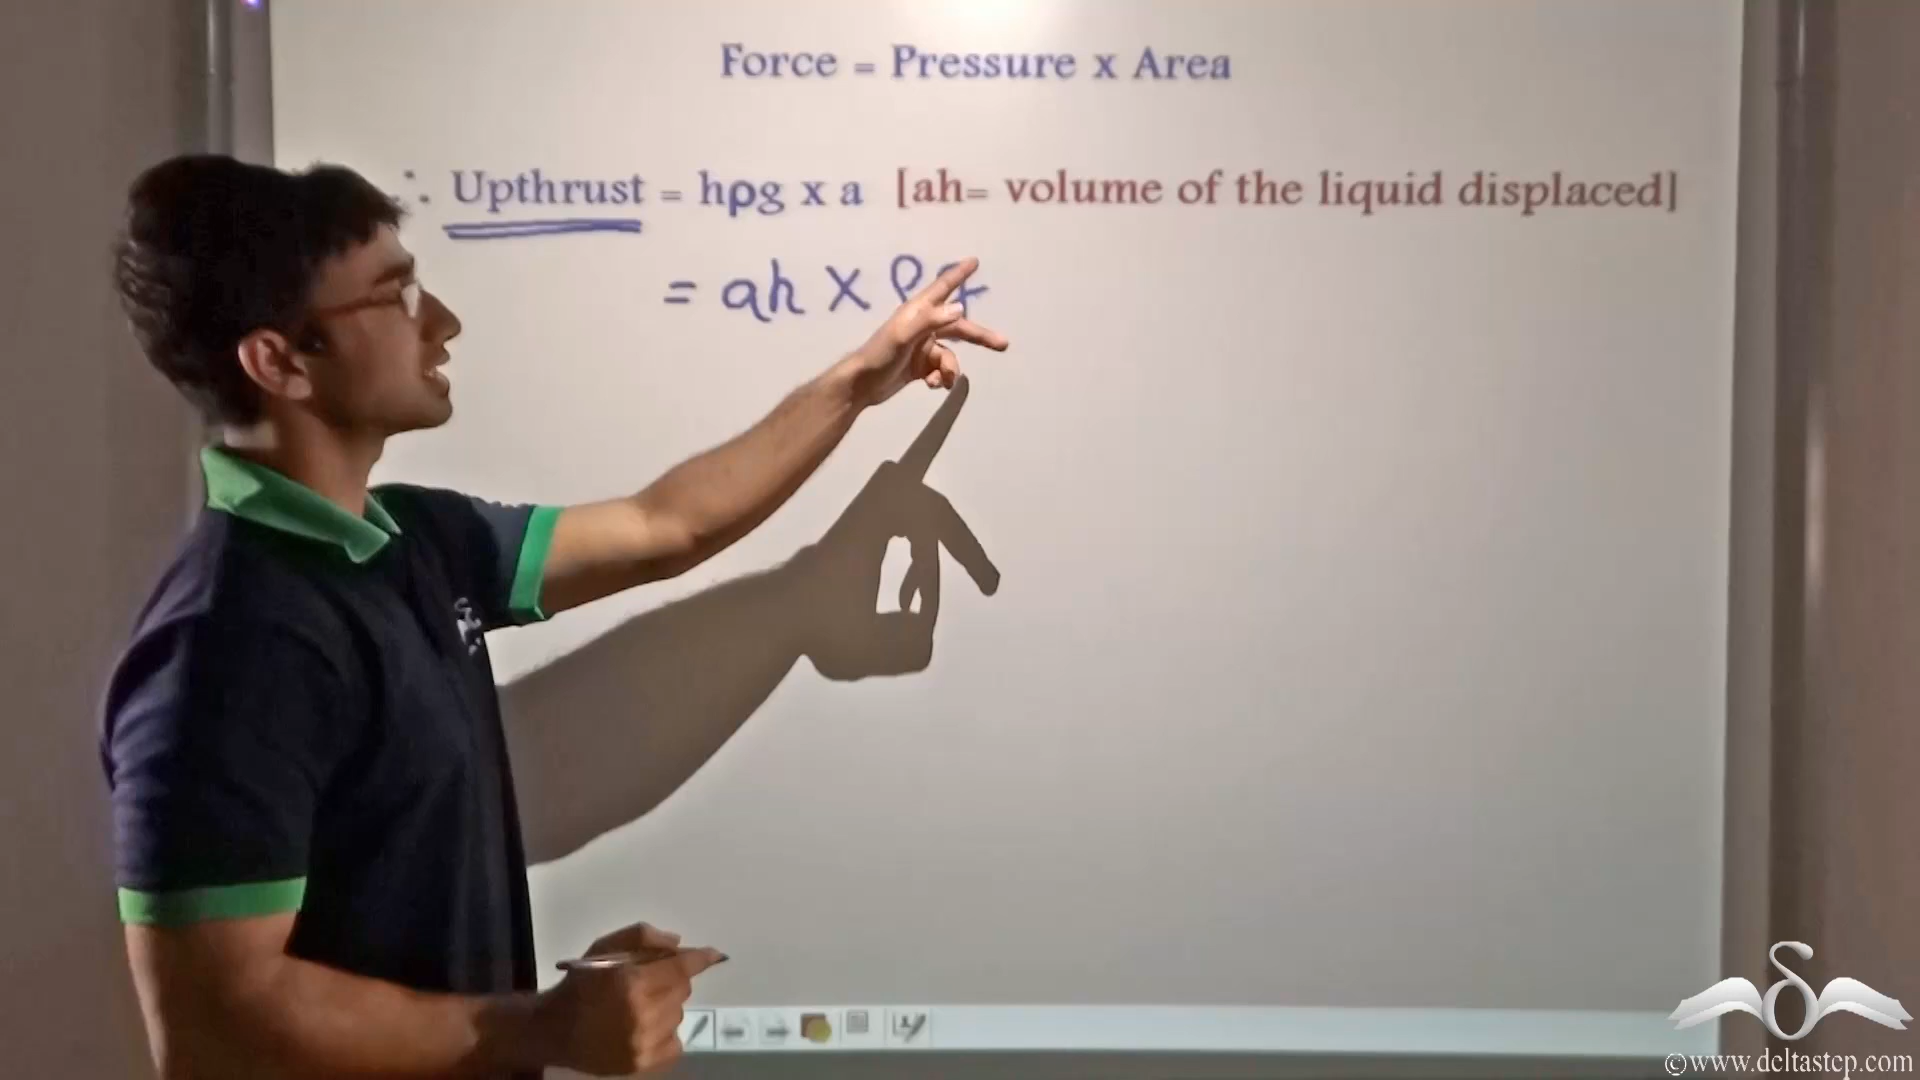 Force = Pressure x Area
∴ Upthrust = hρg x a [ah= volume of the liquid displaced]
= ah x ρg
©www.deltastep.com